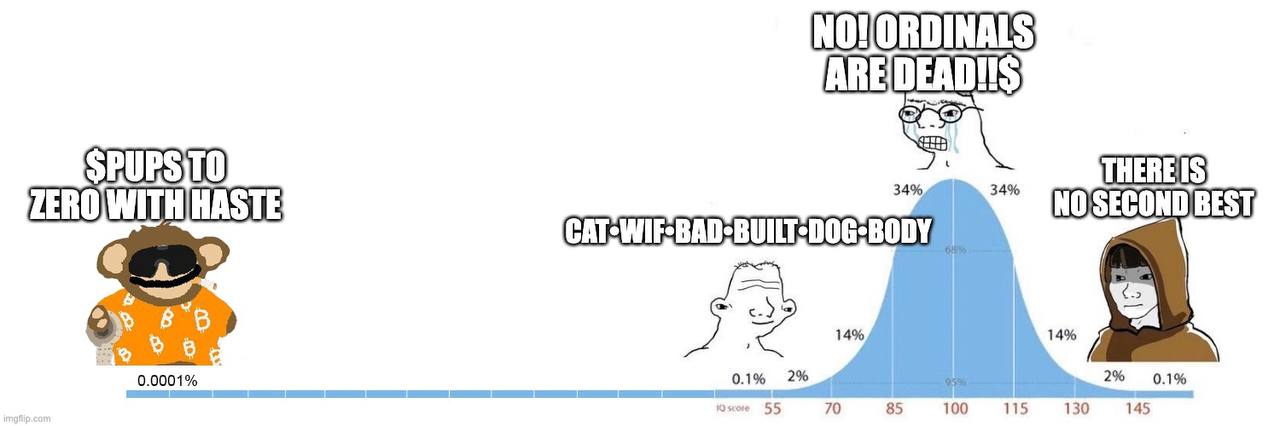 NO! ORDINALS
ARE DEAD!!$
$PUPS TO
ZERO WITH HASTE
THERE IS
NO SECOND BEST
CAT•WIF•BAD•BUILT•DOG•BODY
34%
34%
68%
14%
14%
0.0001%
0.1%
2%
95%
2%
0.1%
IQ score 55 70 85 100 115 130 145
imgflip.com